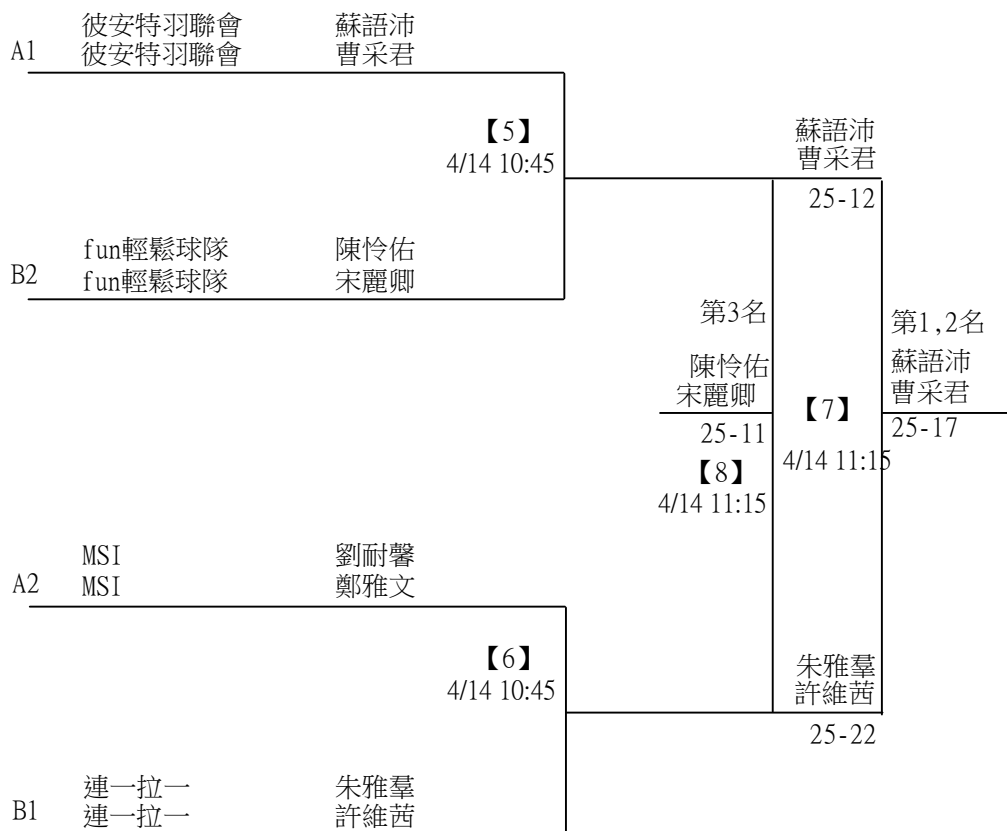 彼安特羽聯會 蘇語沛
A1 彼安特羽聯會 曹采君
【5】
4/14 10:45
蘇語沛
曹采君
25-12
fun輕鬆球隊 陳怜佑
B2 fun輕鬆球隊 宋麗卿
第3名
陳怜佑
宋麗卿
25-11
【8】
4/14 11:15
【7】
4/14 11:15
第1,2名
蘇語沛
曹采君
25-17
MSI 劉耐馨
A2 MSI 鄭雅文
【6】
4/14 10:45
朱雅羣
許維茜
25-22
連一拉一 朱雅羣
B1 連一拉一 許維茜